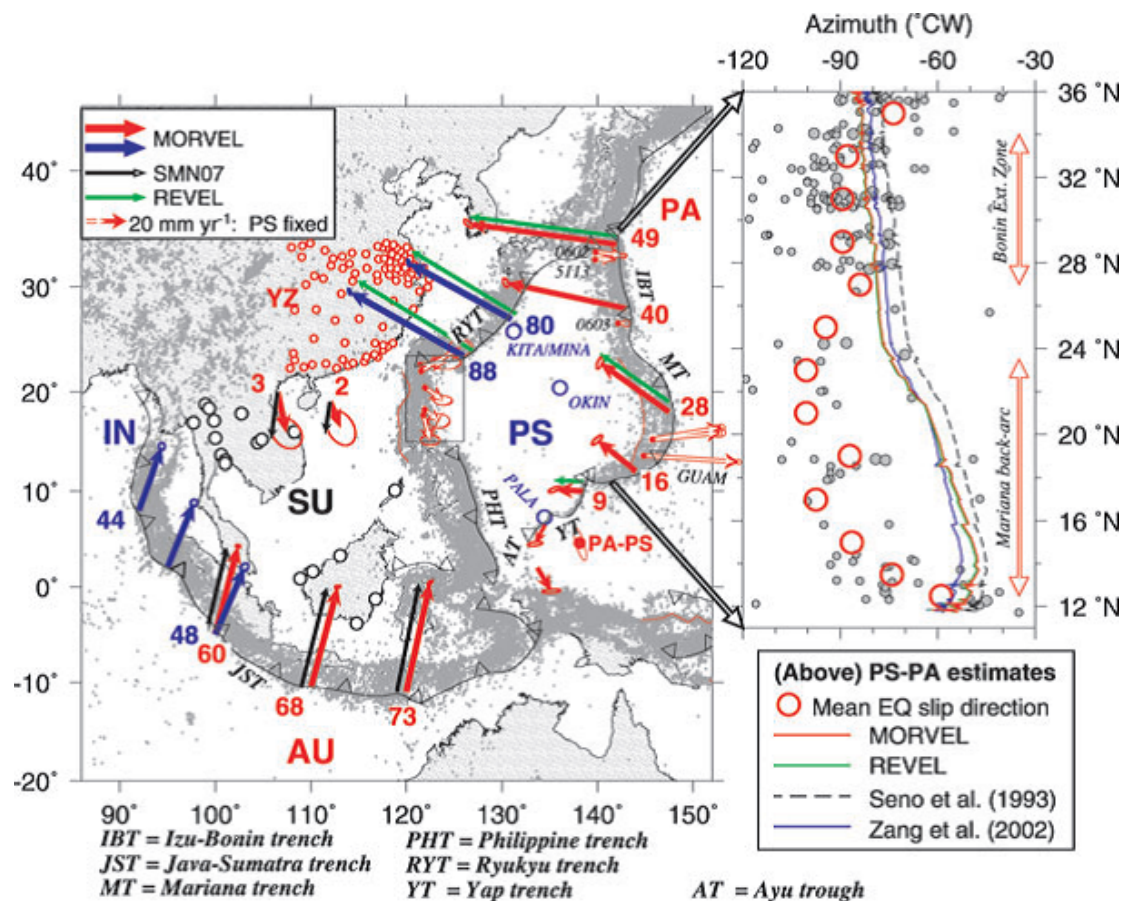 Azimuth (˚CW)
-120 -90 -60 -30
MORVEL
SMN07
REVEL
20 mm yr⁻¹: PS fixed
36 ˚N
32 ˚N
28 ˚N
24 ˚N
20 ˚N
16 ˚N
12 ˚N
Bonin Ext. Zone
Mariana back-arc
40˚
30˚
20˚
10˚
0˚
-10˚
-20˚
90˚ 100˚ 110˚ 120˚ 130˚ 140˚ 150˚
PA
49
0602
5113
IBT
YZ
40
RYT
80
0603
KITA/MINA
88
MT
3
2
OKIN
28
IN
PS
SU
GUAM
16
PALA
9
44
PHT
AT
YT
PA-PS
48
60
JST
68
73
AU
(Above) PS-PA estimates
Mean EQ slip direction
MORVEL
REVEL
Seno et al. (1993)
Zang et al. (2002)
IBT = Izu-Bonin trench
PHT = Philippine trench
JST = Java-Sumatra trench
RYT = Ryukyu trench
MT = Mariana trench
YT = Yap trench
AT = Ayu trough